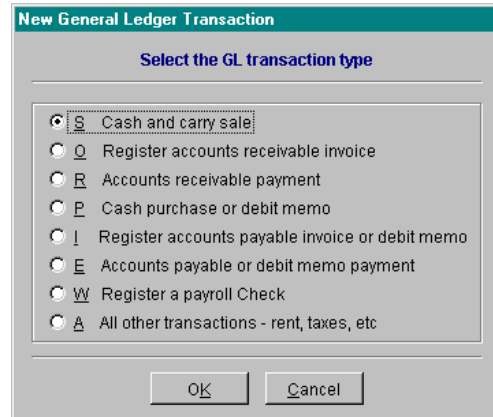 New General Ledger Transaction
Select the GL transaction type
S Cash and carry sale
O Register accounts receivable invoice
R Accounts receivable payment
P Cash purchase or debit memo
I Register accounts payable invoice or debit memo
E Accounts payable or debit memo payment
W Register a payroll Check
A All other transactions - rent, taxes, etc
OK Cancel